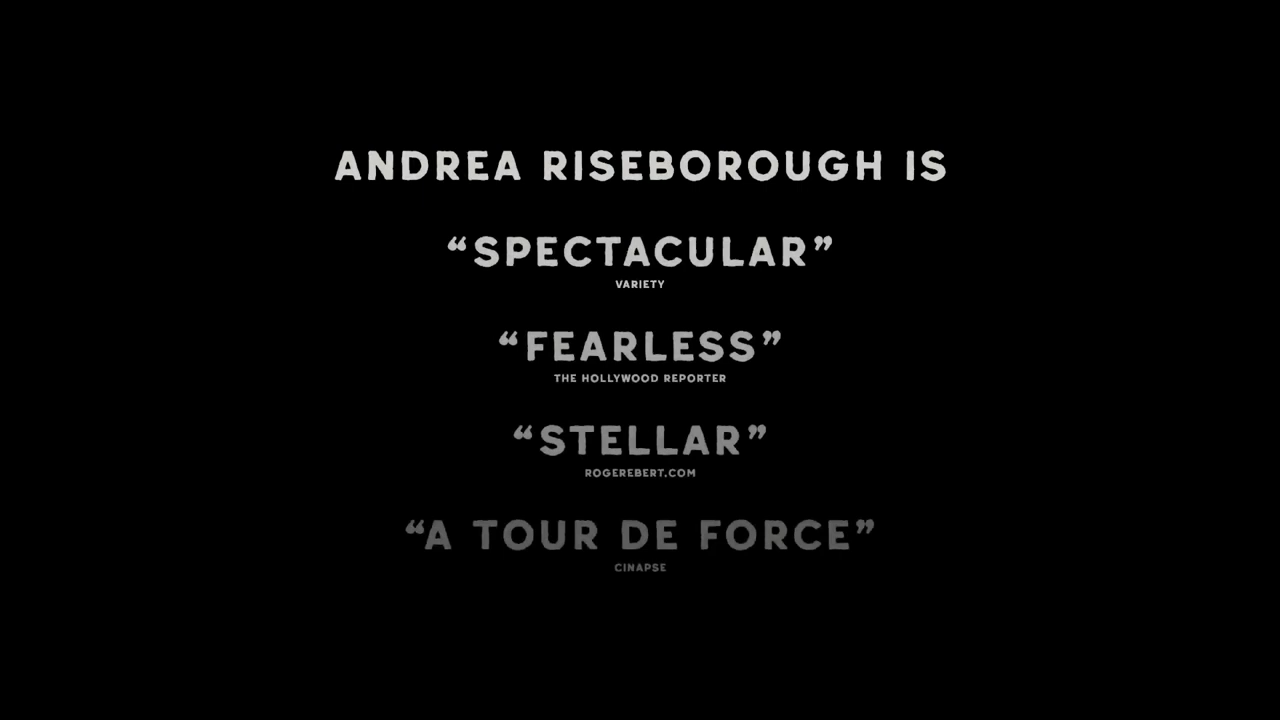 ANDREA RISEBOROUGH IS
“SPECTACULAR”
VARIETY
“FEARLESS”
THE HOLLYWOOD REPORTER
“STELLAR”
ROGEREBERT.COM
“A TOUR DE FORCE”
CINAPSE